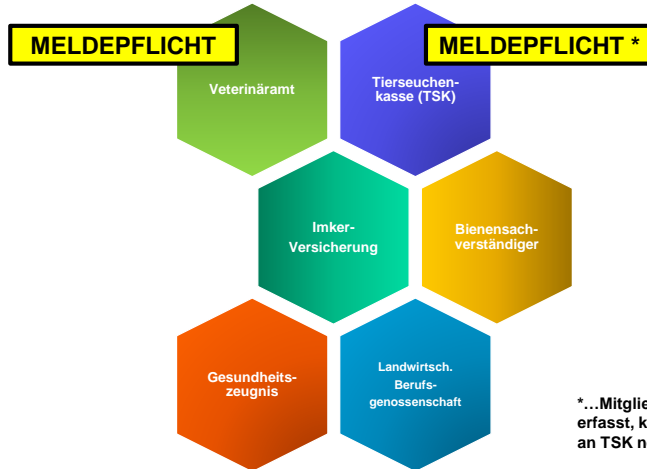 MELDEPFLICHT
MELDEPFLICHT *
Veterinäramt
Tierseuchen-
kasse (TSK)
Imker-
Versicherung
Bienensach-
verständiger
Gesundheits-
zeugnis
Landwirtsch.
Berufs-
genossenschaft
*…Mitglie
erfasst, k
an TSK n